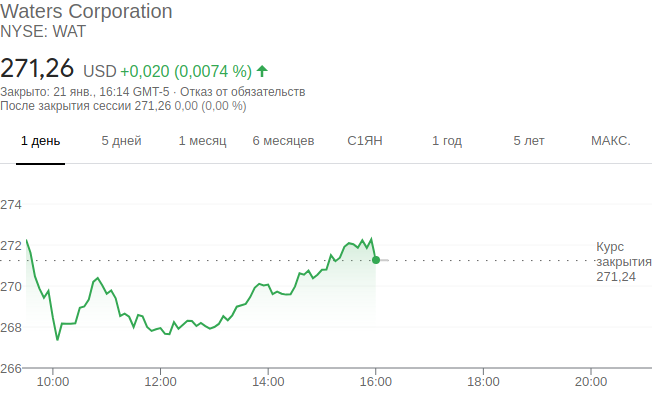 Waters Corporation
NYSE: WAT
271,26 USD +0,020 (0,0074 %)
Закрыто: 21 янв., 16:14 GMT-5 · Отказ от обязательств
После закрытия сессии 271,26 0,00 (0,00 %)
1 день 5 дней 1 месяц 6 месяцев С1ЯН 1 год 5 лет МАКС.
274
272
270
268
266
Курс
закрытия
271,24
10:00 12:00 14:00 16:00 18:00 20:00